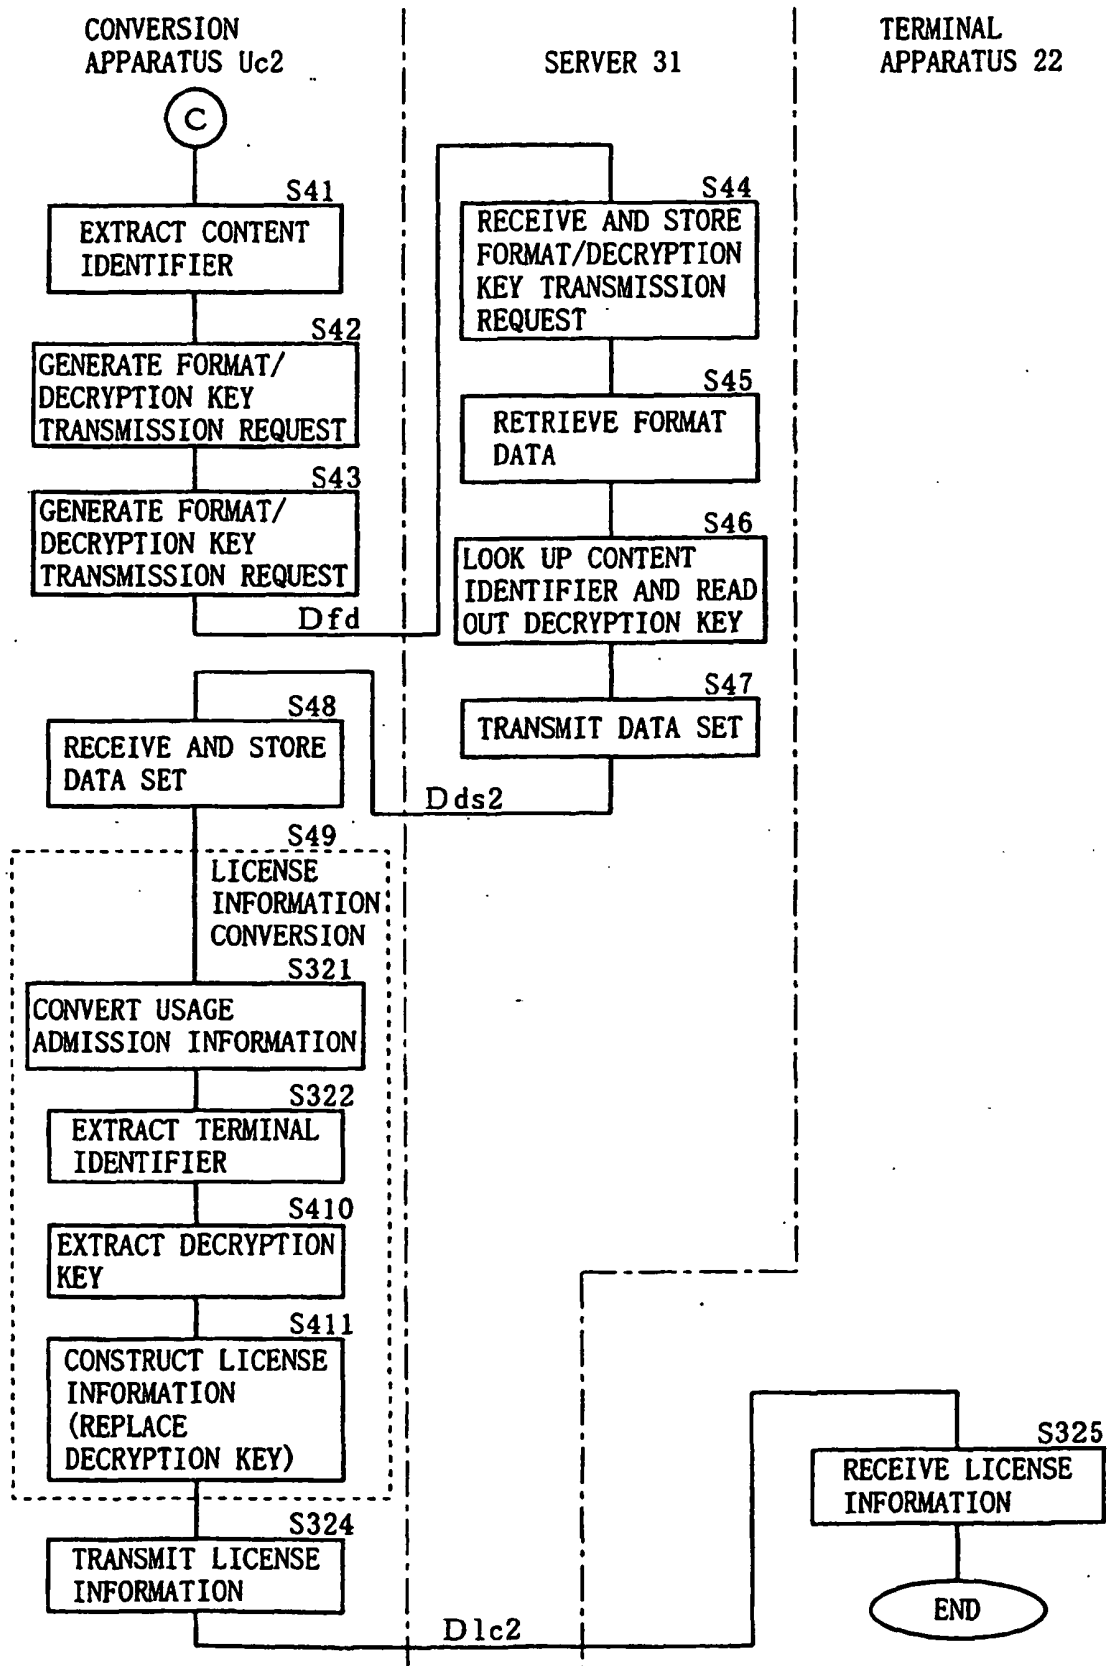 CONVERSION
APPARATUS Uc2
SERVER 31
TERMINAL
APPARATUS 22
C
S41
EXTRACT CONTENT
IDENTIFIER
S42
GENERATE FORMAT/
DECRYPTION KEY
TRANSMISSION REQUEST
S43
GENERATE FORMAT/
DECRYPTION KEY
TRANSMISSION REQUEST
Dfd
S44
RECEIVE AND STORE
FORMAT/DECRYPTION
KEY TRANSMISSION
REQUEST
S45
RETRIEVE FORMAT
DATA
S46
LOOK UP CONTENT
IDENTIFIER AND READ
OUT DECRYPTION KEY
S47
TRANSMIT DATA SET
Dds2
S48
RECEIVE AND STORE
DATA SET
S49
LICENSE
INFORMATION
CONVERSION
S321
CONVERT USAGE
ADMISSION INFORMATION
S322
EXTRACT TERMINAL
IDENTIFIER
S410
EXTRACT DECRYPTION
KEY
S411
CONSTRUCT LICENSE
INFORMATION
(REPLACE
DECRYPTION KEY)
S324
TRANSMIT LICENSE
INFORMATION
Dlc2
S325
RECEIVE LICENSE
INFORMATION
END